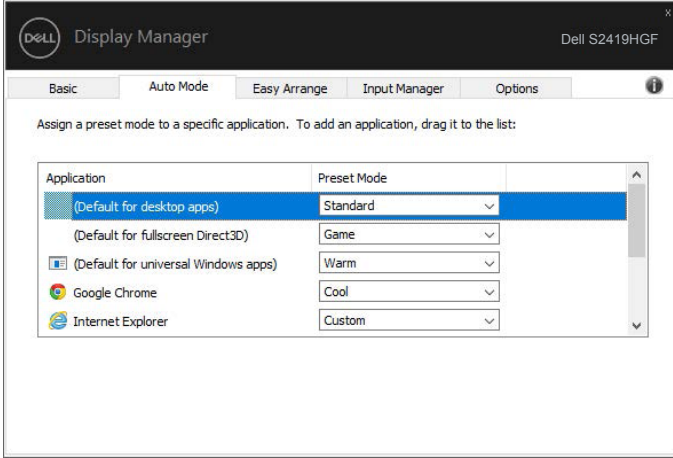 x
DELL Display Manager Dell S2419HGF
Basic Auto Mode Easy Arrange Input Manager Options
Assign a preset mode to a specific application. To add an application, drag it to the list:
Application Preset Mode
(Default for desktop apps) Standard
(Default for fullscreen Direct3D) Game
(Default for universal Windows apps) Warm
Google Chrome Cool
Internet Explorer Custom